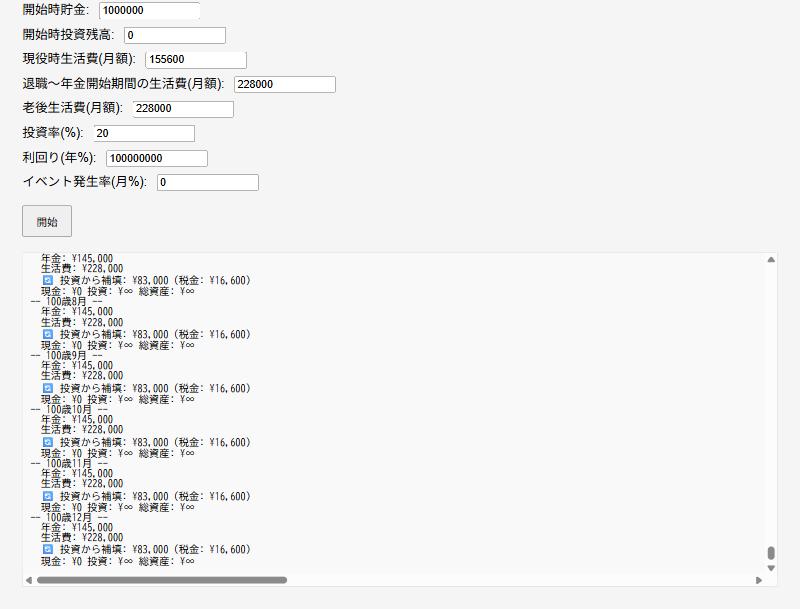 開始時貯金: 1000000
開始時投資残高: 0
現役時生活費(月額): 155600
退職～年金開始期間の生活費(月額): 228000
老後生活費(月額): 228000
投資率(%): 20
利回り(年%): 100000000
イベント発生率(月%): 0
開始
年金: ¥145,000
生活費: ¥228,000
🔄 投資から補填: ¥83,000 (税金: ¥16,600)
現金: ¥0 投資: ¥∞ 総資産: ¥∞
-- 100歳8月 --
年金: ¥145,000
生活費: ¥228,000
🔄 投資から補填: ¥83,000 (税金: ¥16,600)
現金: ¥0 投資: ¥∞ 総資産: ¥∞
-- 100歳9月 --
年金: ¥145,000
生活費: ¥228,000
🔄 投資から補填: ¥83,000 (税金: ¥16,600)
現金: ¥0 投資: ¥∞ 総資産: ¥∞
-- 100歳10月 --
年金: ¥145,000
生活費: ¥228,000
🔄 投資から補填: ¥83,000 (税金: ¥16,600)
現金: ¥0 投資: ¥∞ 総資産: ¥∞
-- 100歳11月 --
年金: ¥145,000
生活費: ¥228,000
🔄 投資から補填: ¥83,000 (税金: ¥16,600)
現金: ¥0 投資: ¥∞ 総資産: ¥∞
-- 100歳12月 --
年金: ¥145,000
生活費: ¥228,000
🔄 投資から補填: ¥83,000 (税金: ¥16,600)
現金: ¥0 投資: ¥∞ 総資産: ¥∞